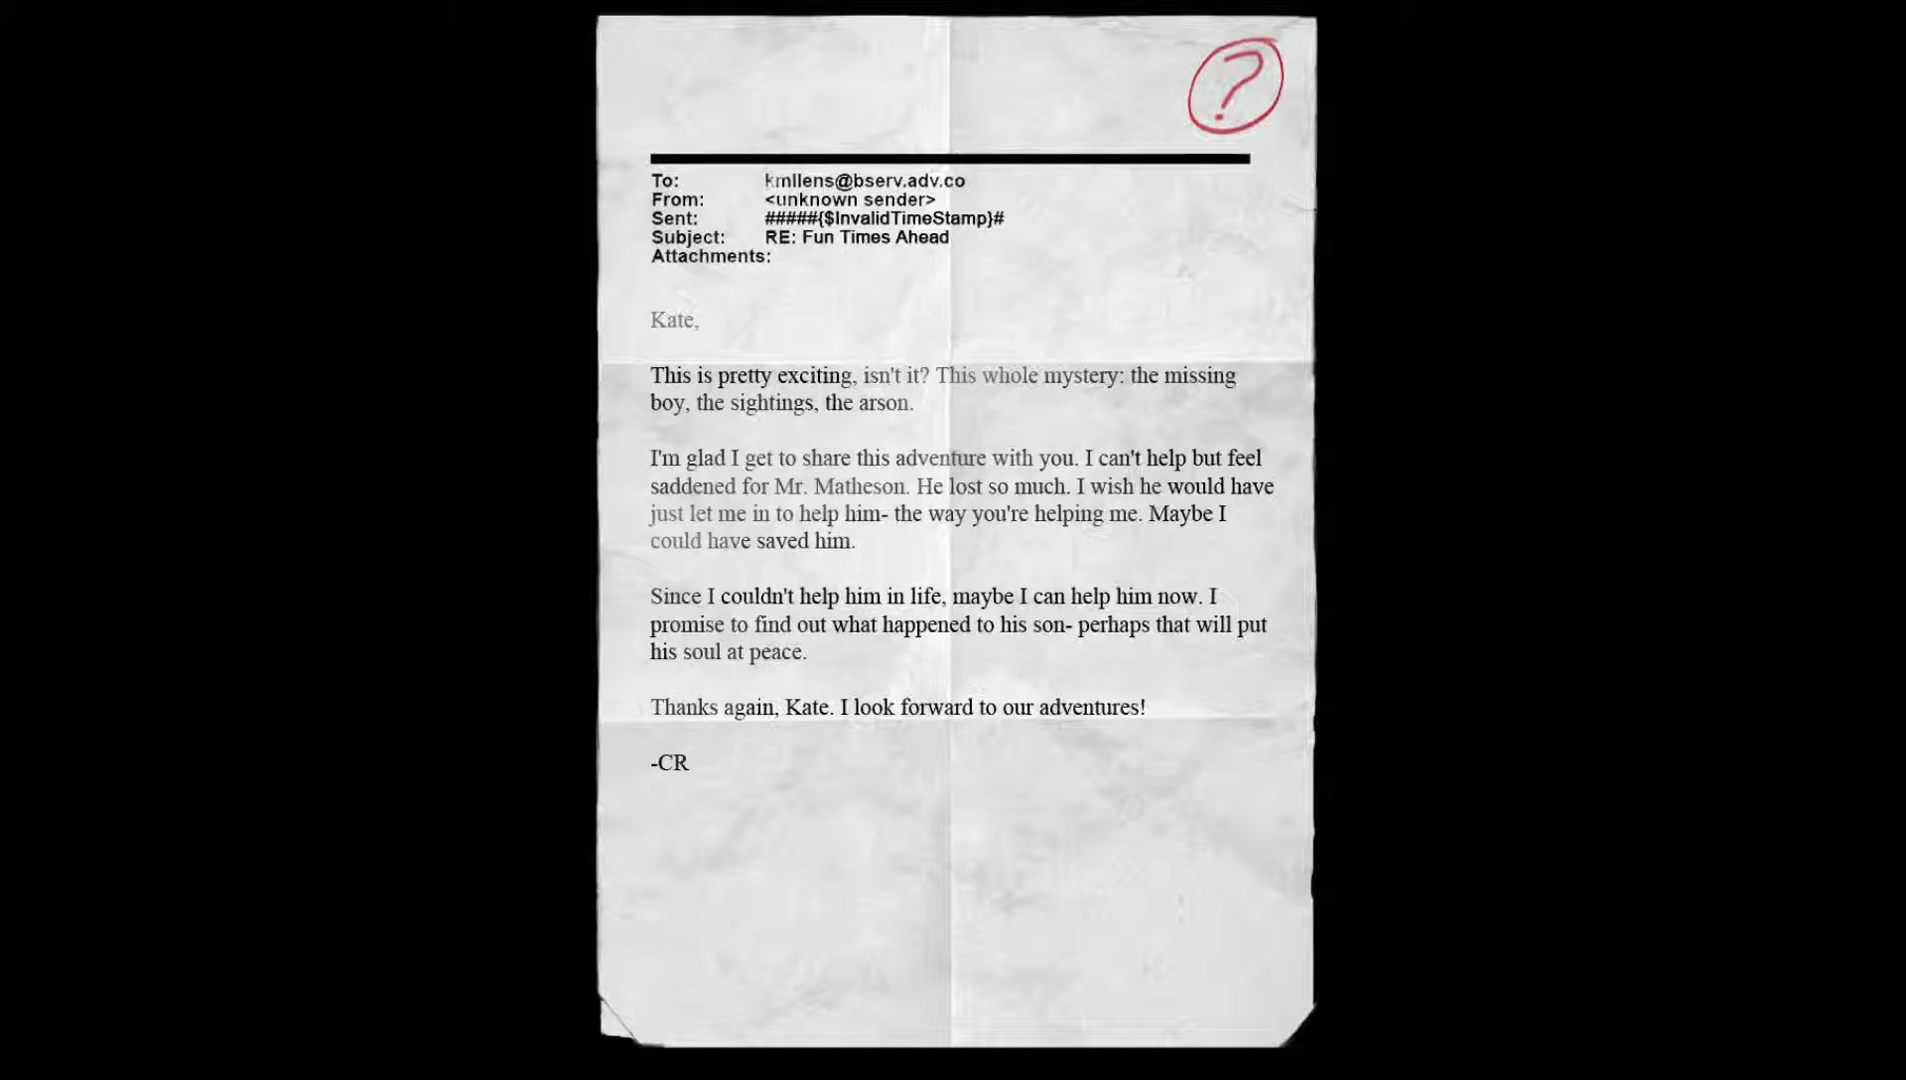 ?
To: kmllens@bserv.adv.co
From: <unknown sender>
Sent: #####{$InvalidTimeStamp}#
Subject: RE: Fun Times Ahead
Attachments:
Kate,
This is pretty exciting, isn't it? This whole mystery: the missing
boy, the sightings, the arson.
I'm glad I get to share this adventure with you. I can't help but feel
saddened for Mr. Matheson. He lost so much. I wish he would have
just let me in to help him- the way you're helping me. Maybe I
could have saved him.
Since I couldn't help him in life, maybe I can help him now. I
promise to find out what happened to his son- perhaps that will put
his soul at peace.
Thanks again, Kate. I look forward to our adventures!
-CR